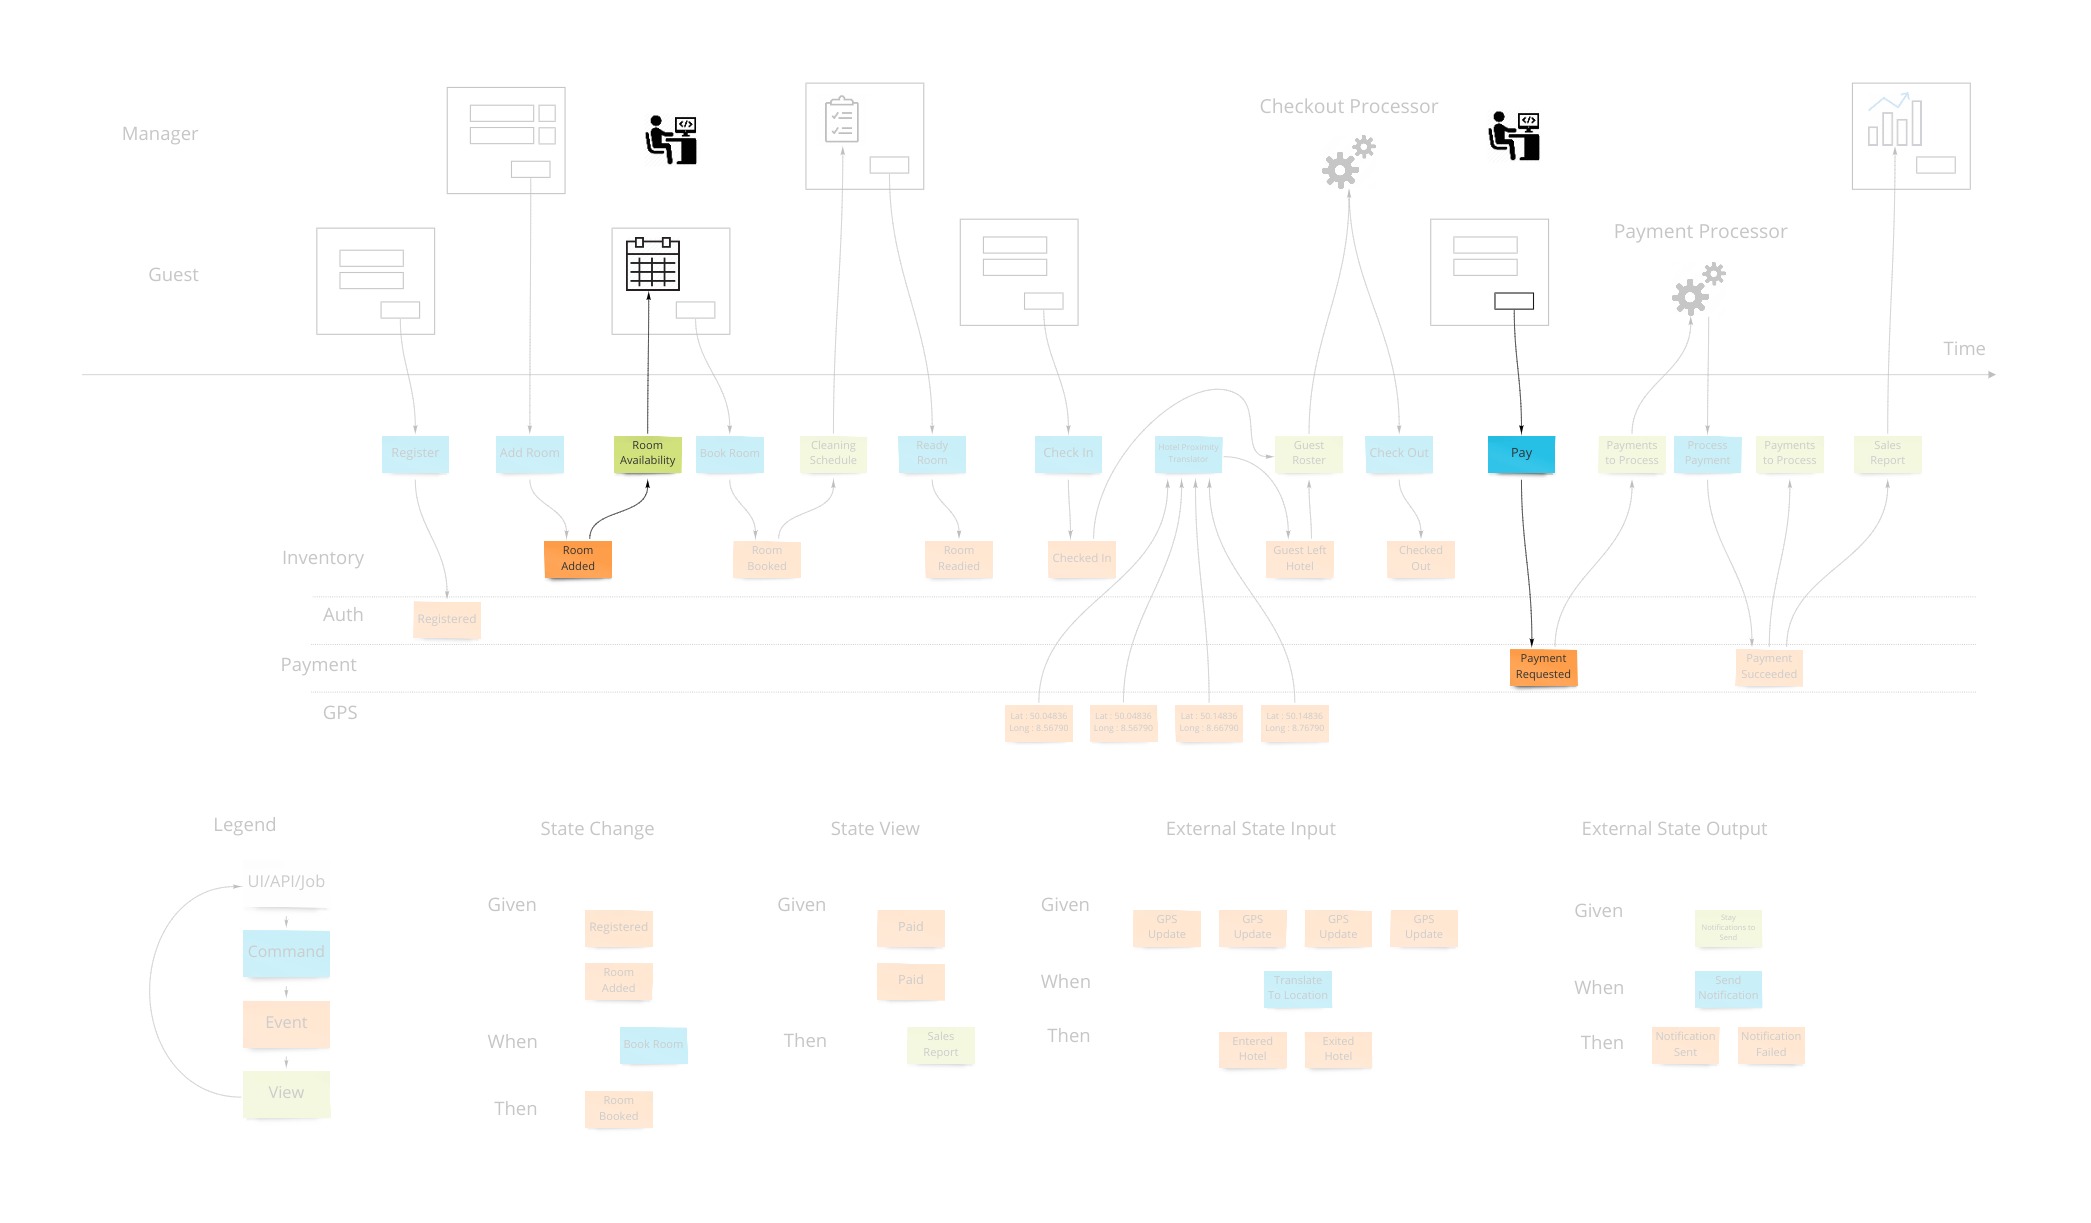 Manager
Checkout Processor
Guest
Payment Processor
Time
Register
Add Room
Room
Availability
Book Room
Cleaning
Schedule
Ready
Room
Check In
Hotel Proximity
Translator
Guest
Roster
Check Out
Pay
Payments
to Process
Process
Payment
Payments
to Process
Sales
Report
Inventory
Room
Added
Room
Booked
Room
Readied
Checked In
Guest Left
Hotel
Checked
Out
Auth
Registered
Payment
Payment
Requested
Payment
Succeeded
GPS
Lat : 50.04836
Long : 8.56790
Lat : 50.04836
Long : 8.56790
Lat : 50.14836
Long : 8.66790
Lat : 50.14836
Long : 8.76790
Legend
UI/API/Job
Command
Event
View
State Change
Given
Registered
Room
Added
When
Book Room
Then
Room
Booked
State View
Given
Paid
Paid
Then
Sales
Report
External State Input
Given
GPS
Update
GPS
Update
GPS
Update
GPS
Update
When
Translate
To Location
Then
Entered
Hotel
Exited
Hotel
External State Output
Given
Stay
Notifications to
Send
When
Send
Notification
Then
Notification
Sent
Notification
Failed